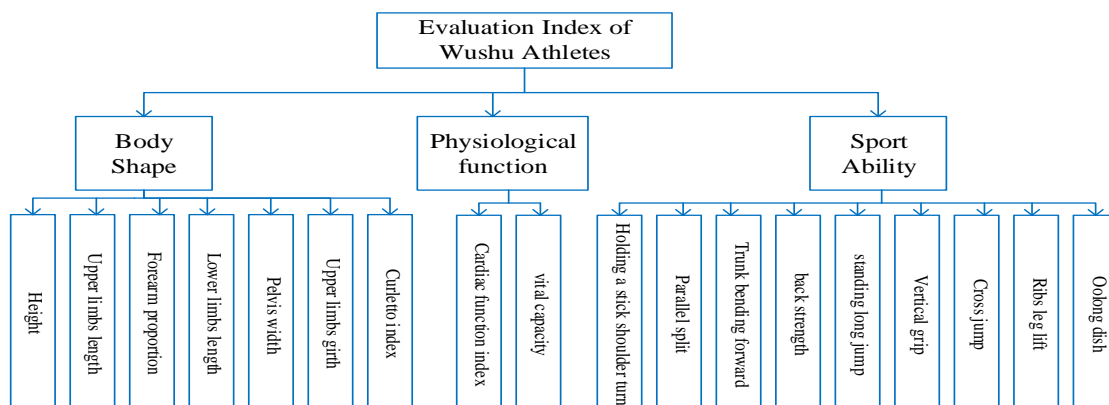 Evaluation Index of
Wushu Athletes
Body
Shape
Physiological
function
Sport
Ability
Height
Upper limbs length
Forearm proportion
Lower limbs length
Pelvis width
Upper limbs girth
Curletto index
Cardiac function index
vital capacity
Holding a stick shoulder turn
Parallel split
Trunk bending forward
back strength
standing long jump
Vertical grip
Cross jump
Ribs leg lift
Oolong dish